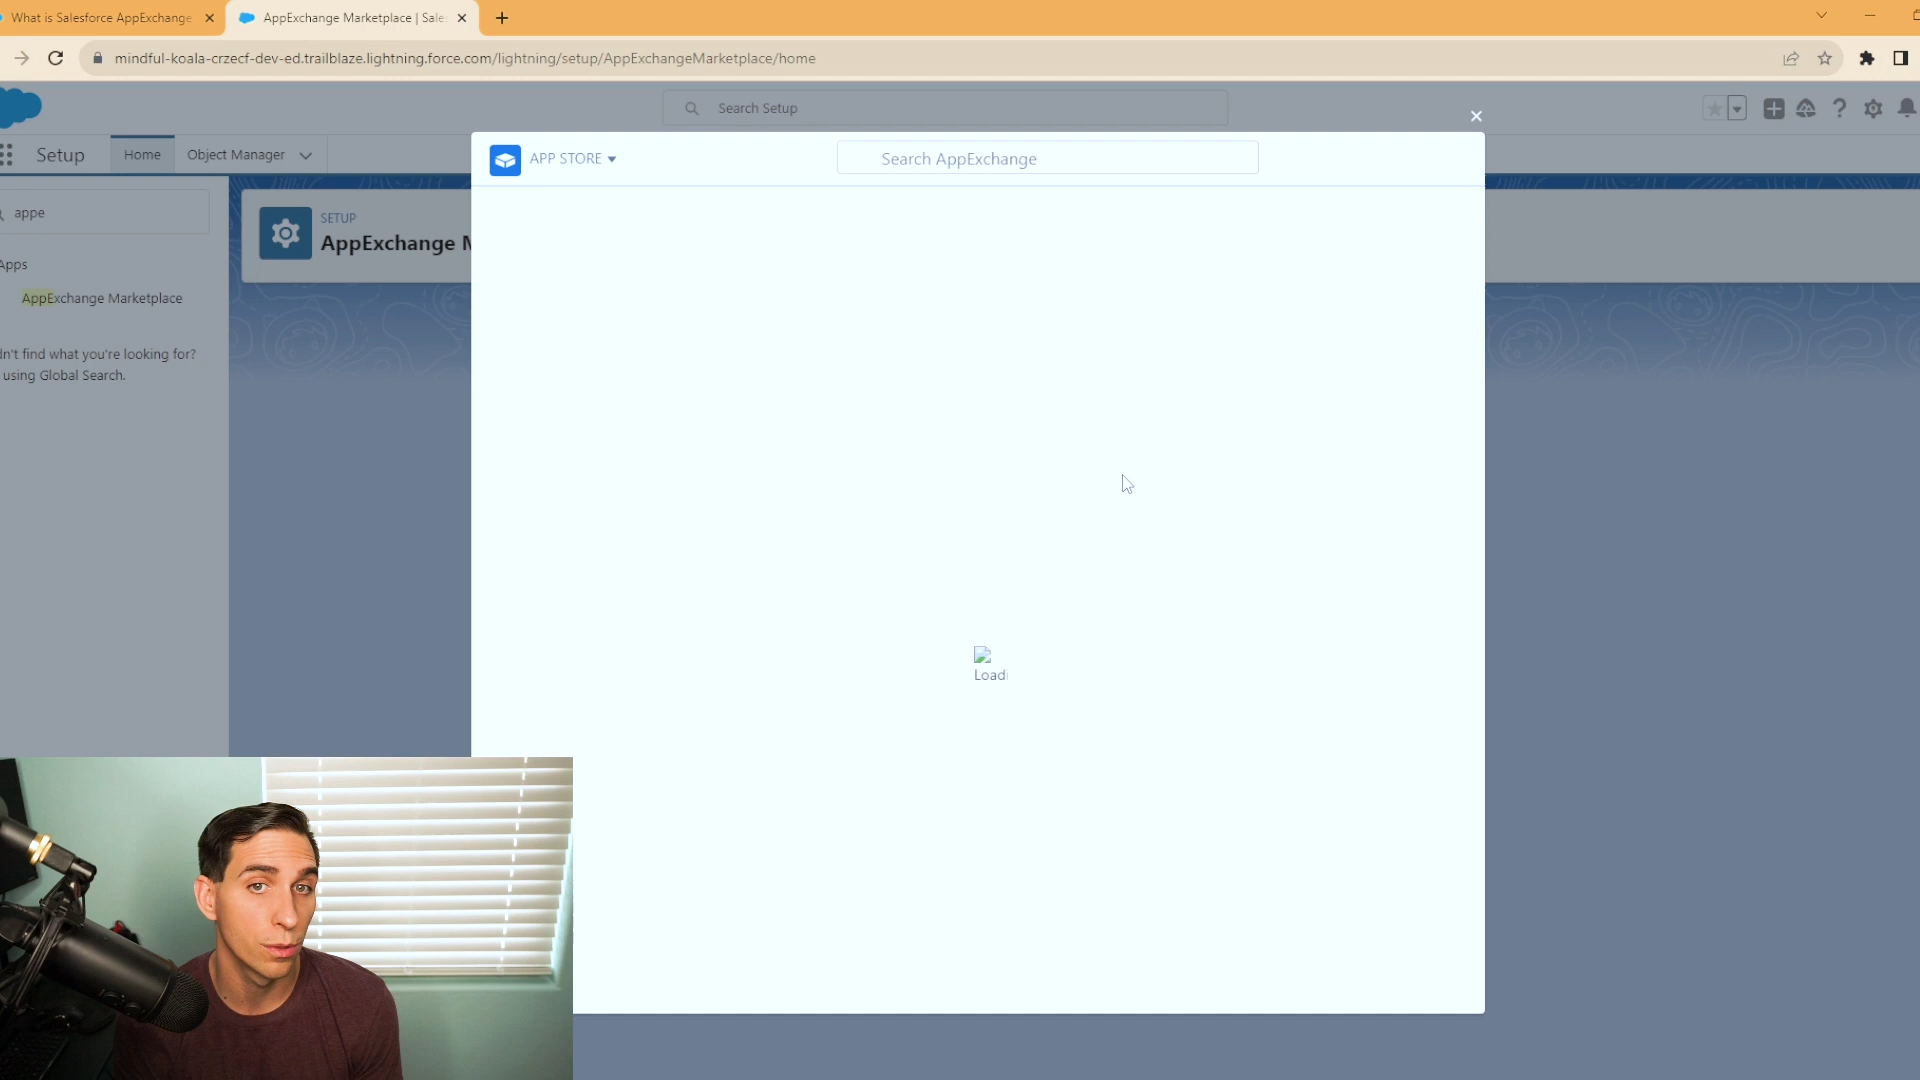 What is Salesforce AppExchange
AppExchange Marketplace | Sale
mindful-koala-crzecf-dev-ed.trailblaze.lightning.force.com/lightning/setup/AppExchangeMarketplace/home
Search Setup
Setup
Home
Object Manager
APP STORE
Search AppExchange
appe
SETUP
AppExchange M
Apps
AppExchange Marketplace
dn't find what you're looking for?
using Global Search.
Loadi